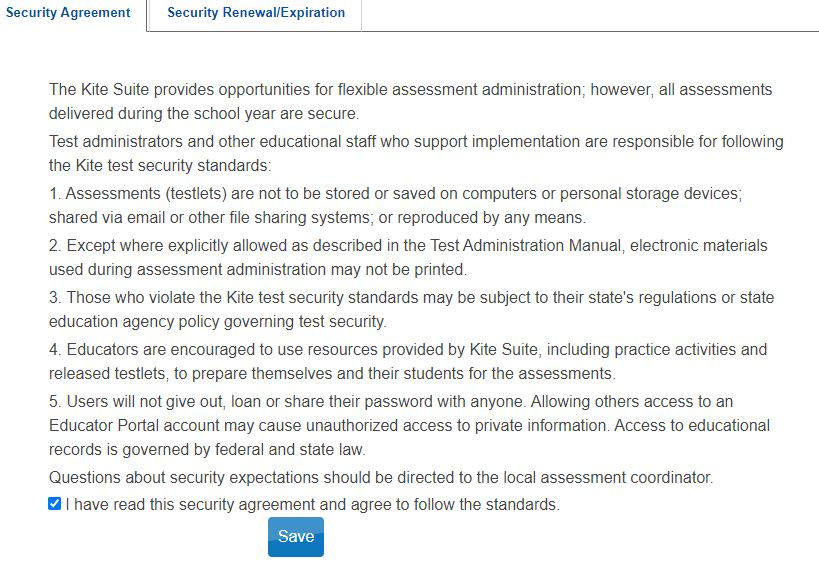 Security Agreement Security Renewal/Expiration
The Kite Suite provides opportunities for flexible assessment administration; however, all assessments
delivered during the school year are secure.
Test administrators and other educational staff who support implementation are responsible for following
the Kite test security standards:
1. Assessments (testlets) are not to be stored or saved on computers or personal storage devices;
shared via email or other file sharing systems; or reproduced by any means.
2. Except where explicitly allowed as described in the Test Administration Manual, electronic materials
used during assessment administration may not be printed.
3. Those who violate the Kite test security standards may be subject to their state's regulations or state
education agency policy governing test security.
4. Educators are encouraged to use resources provided by Kite Suite, including practice activities and
released testlets, to prepare themselves and their students for the assessments.
5. Users will not give out, loan or share their password with anyone. Allowing others access to an
Educator Portal account may cause unauthorized access to private information. Access to educational
records is governed by federal and state law.
Questions about security expectations should be directed to the local assessment coordinator.
I have read this security agreement and agree to follow the standards.
Save